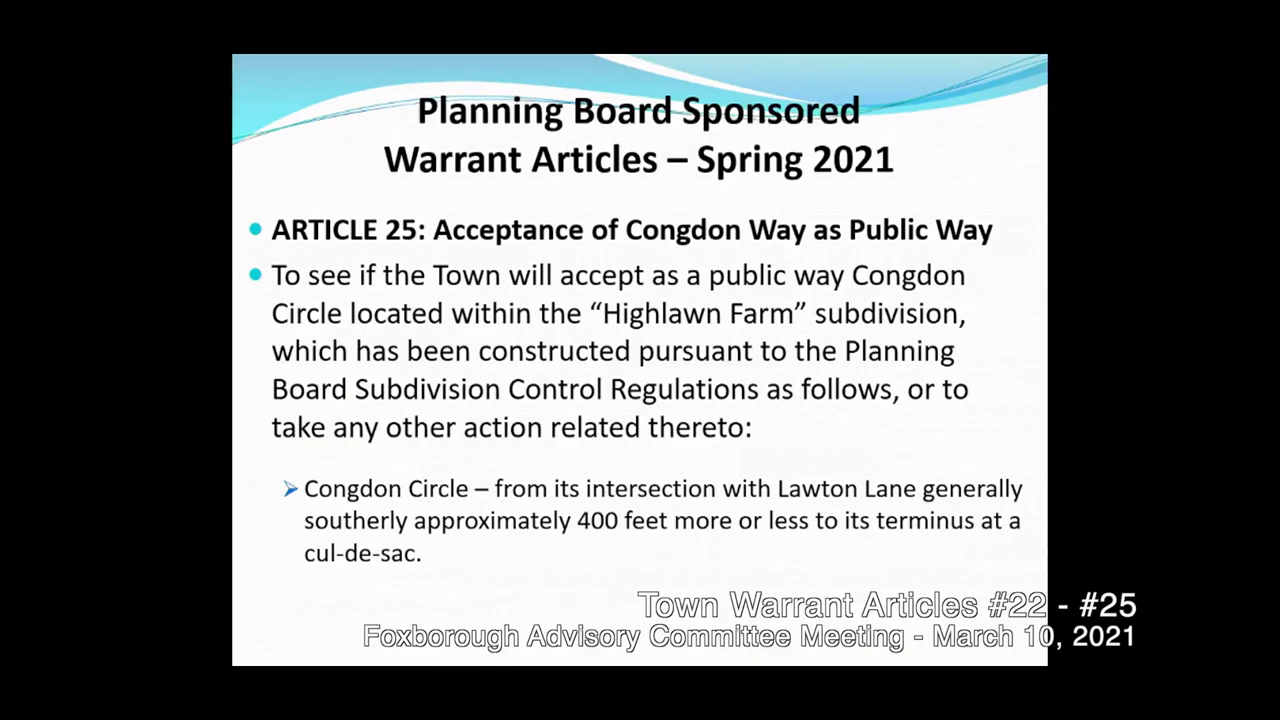 Planning Board Sponsored
Warrant Articles – Spring 2021
ARTICLE 25: Acceptance of Congdon Way as Public Way
To see if the Town will accept as a public way Congdon
Circle located within the “Highlawn Farm” subdivision,
which has been constructed pursuant to the Planning
Board Subdivision Control Regulations as follows, or to
take any other action related thereto:
Congdon Circle – from its intersection with Lawton Lane generally
southerly approximately 400 feet more or less to its terminus at a
cul-de-sac.
Town Warrant Articles #22 - #25
Foxborough Advisory Committee Meeting - March 10, 2021